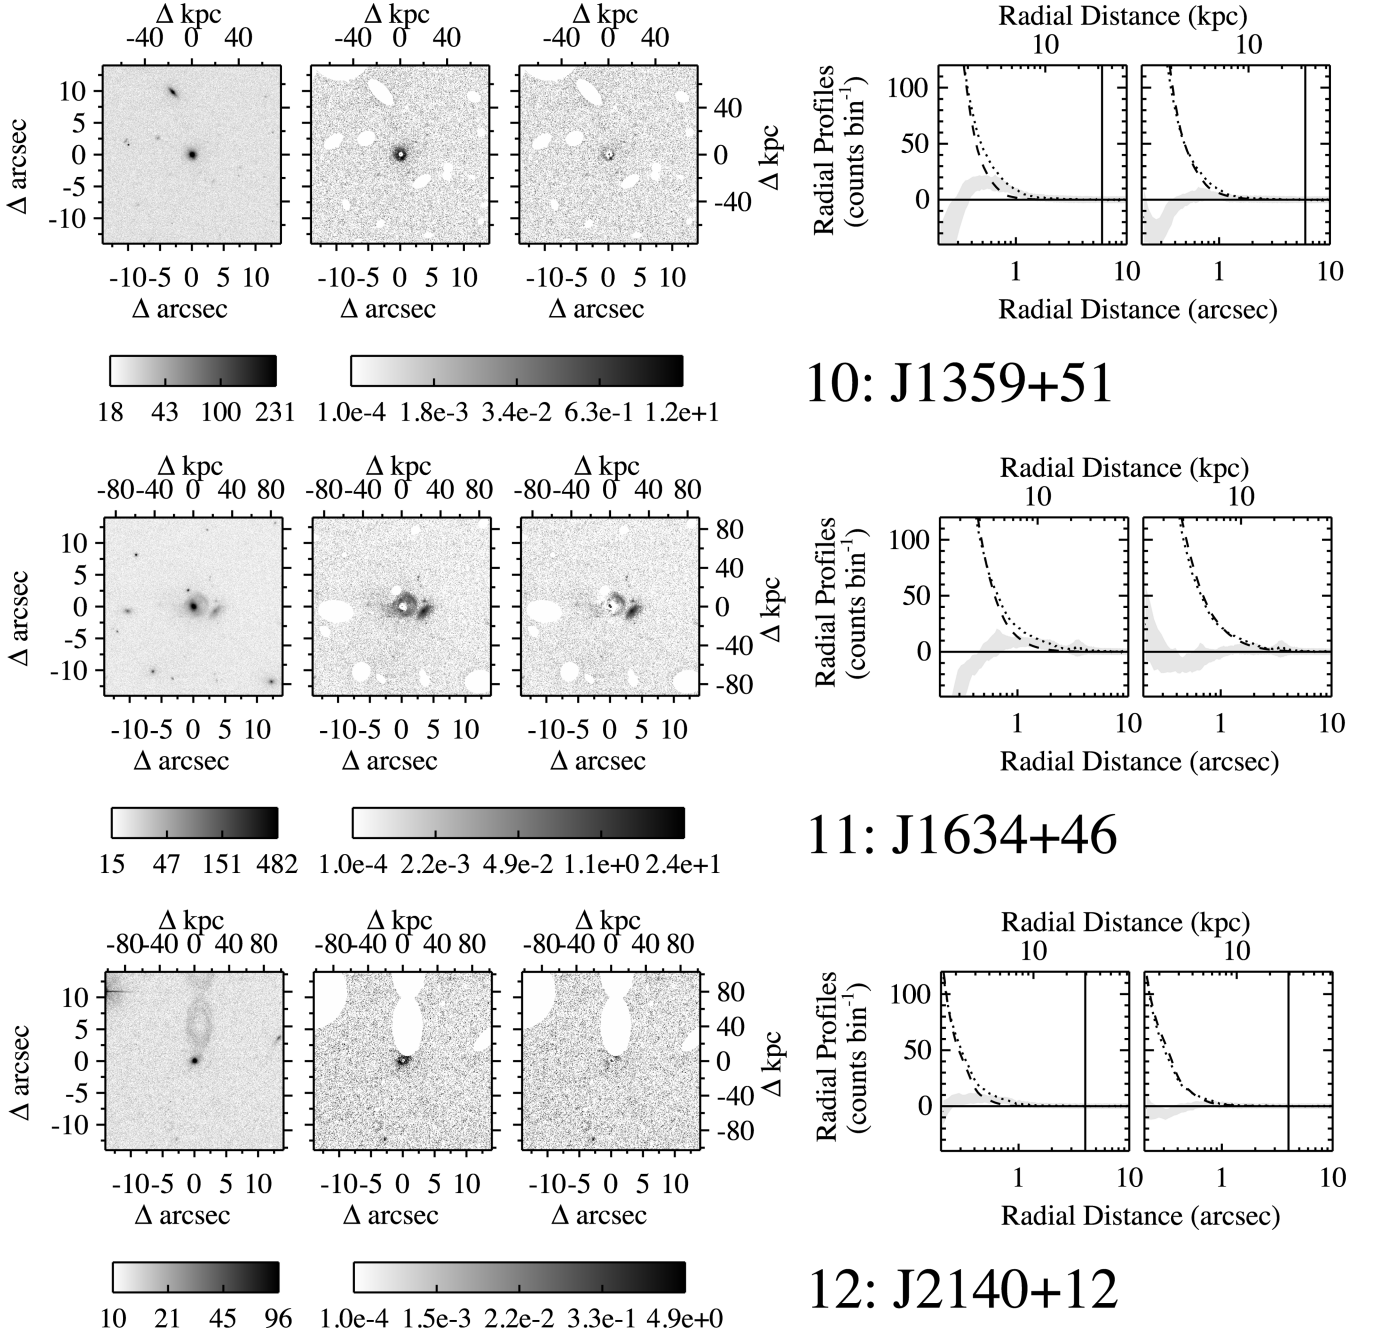 Δ kpc Δ kpc Δ kpc Radial Distance (kpc)
-40 0 40 -40 0 40 -40 0 40 10 10
10
5
0
-5
-10
Δ arcsec
40
0
-40
Δ kpc
Radial Profiles
(counts bin-1)
100
50
0
-10-5 0 5 10 -10-5 0 5 10 -10-5 0 5 10 1 10 1 10
Δ arcsec Δ arcsec Δ arcsec Radial Distance (arcsec)
18 43 100 231 1.0e-4 1.8e-3 3.4e-2 6.3e-1 1.2e+1
10: J1359+51
Δ kpc Δ kpc Δ kpc Radial Distance (kpc)
-80-40 0 40 80 -80-40 0 40 80 -80-40 0 40 80 10 10
10
5
0
-5
-10
Δ arcsec
80
40
0
-40
-80
Δ kpc
Radial Profiles
(counts bin-1)
100
50
0
-10-5 0 5 10 -10-5 0 5 10 -10-5 0 5 10 1 10 1 10
Δ arcsec Δ arcsec Δ arcsec Radial Distance (arcsec)
15 47 151 482 1.0e-4 2.2e-3 4.9e-2 1.1e+0 2.4e+1
11: J1634+46
Δ kpc Δ kpc Δ kpc Radial Distance (kpc)
-80-40 0 40 80 -80-40 0 40 80 -80-40 0 40 80 10 10
10
5
0
-5
-10
Δ arcsec
80
40
0
-40
-80
Δ kpc
Radial Profiles
(counts bin-1)
100
50
0
-10-5 0 5 10 -10-5 0 5 10 -10-5 0 5 10 1 10 1 10
Δ arcsec Δ arcsec Δ arcsec Radial Distance (arcsec)
10 21 45 96 1.0e-4 1.5e-3 2.2e-2 3.3e-1 4.9e+0
12: J2140+12